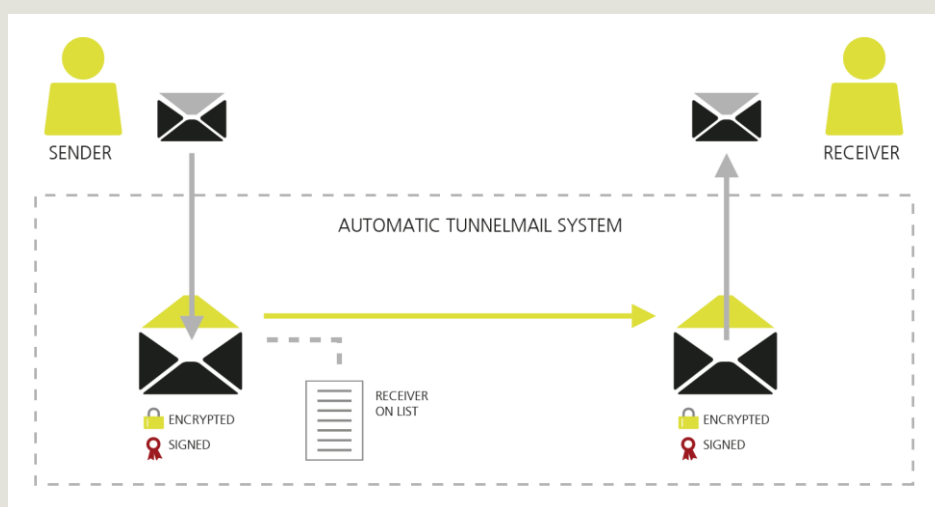 SENDER
RECEIVER
AUTOMATIC TUNNELMAIL SYSTEM
RECEIVER
ON LIST
ENCRYPTED
SIGNED
ENCRYPTED
SIGNED